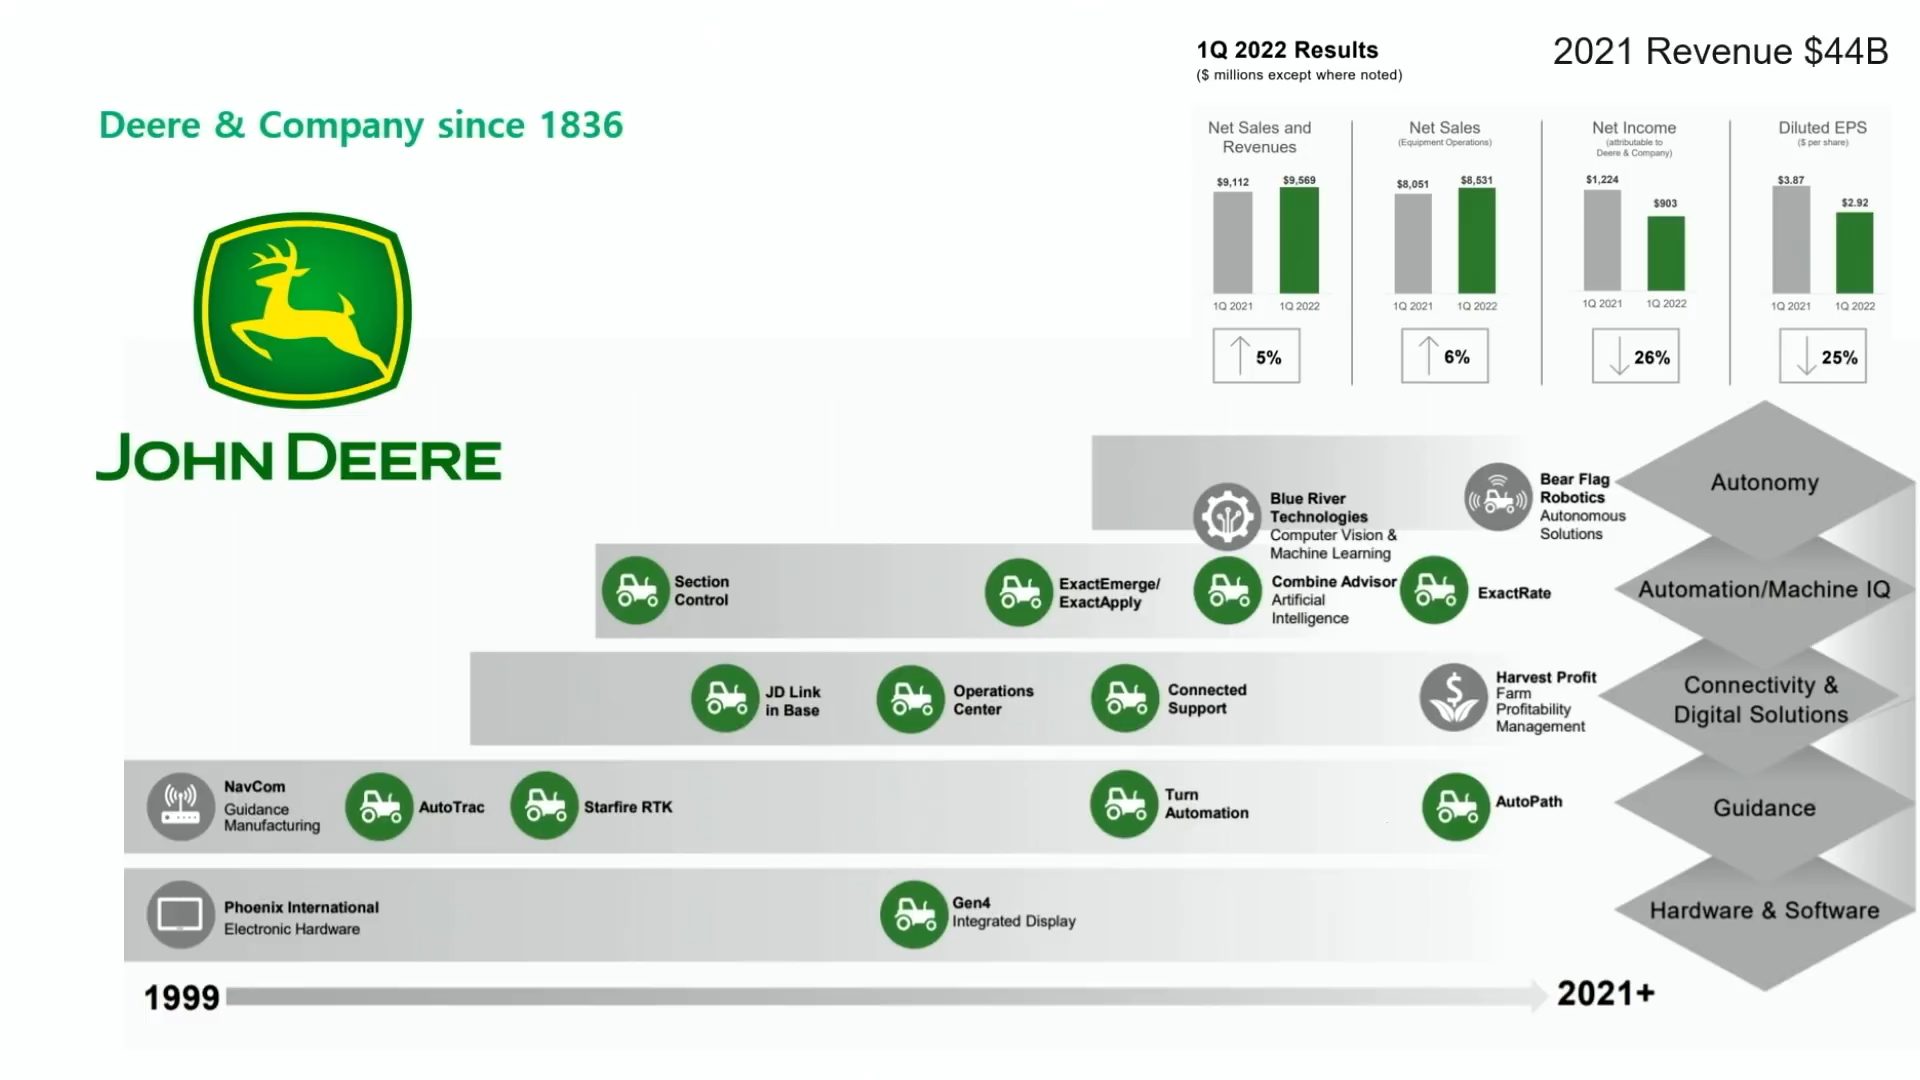 1Q 2022 Results
($ millions except where noted)
2021 Revenue $44B
Deere & Company since 1836
Net Sales and
Revenues
$9,112
$9,569
1Q 2021
1Q 2022
5%
Net Sales
(Equipment Operations)
$8,051
$8,531
1Q 2021
1Q 2022
6%
Net Income
(attributable to
Deere & Company)
$1,224
$903
1Q 2021
1Q 2022
26%
Diluted EPS
($ per share)
$3.87
$2.92
1Q 2021
1Q 2022
25%
JOHN DEERE
Blue River
Technologies
Computer Vision &
Machine Learning
Bear Flag
Robotics
Autonomous
Solutions
Autonomy
Section
Control
ExactEmerge/
ExactApply
Combine Advisor
Artificial
Intelligence
ExactRate
Automation/Machine IQ
JD Link
in Base
Operations
Center
Connected
Support
Harvest Profit
Farm
Profitability
Management
Connectivity &
Digital Solutions
NavCom
Guidance
Manufacturing
AutoTrac
Starfire RTK
Turn
Automation
AutoPath
Guidance
Phoenix International
Electronic Hardware
Gen4
Integrated Display
Hardware & Software
1999
2021+